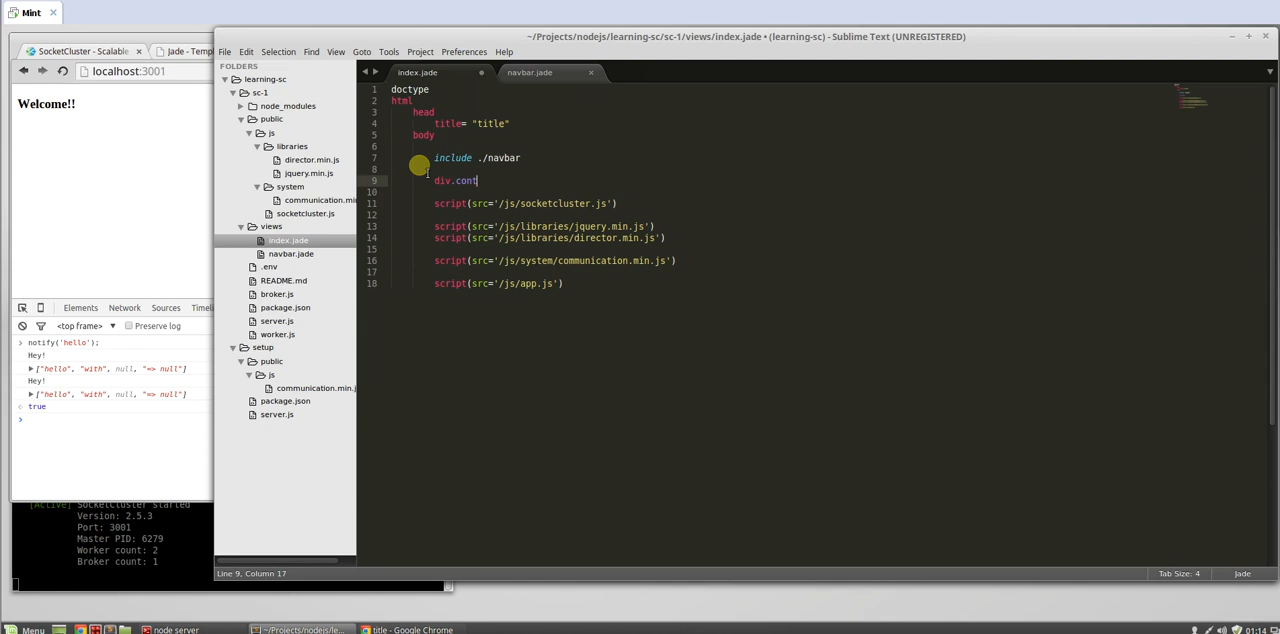 Mint
~/Projects/nodejs/learning-sc/sc-1/views/index.jade • (learning-sc) - Sublime Text (UNREGISTERED)
SocketCluster - Scalable
Jade - Temp
File Edit Selection Find View Goto Tools Project Preferences Help
localhost:3001
FOLDERS
index.jade
navbar.jade
learning-sc
sc-1
node_modules
public
js
libraries
director.min.js
jquery.min.js
system
communication.min
socketcluster.js
views
index.jade
navbar.jade
.env
README.md
broker.js
package.json
server.js
worker.js
setup
public
js
communication.min.j
package.json
server.js
1 doctype
2 html
3 head
4 title= "title"
5 body
6
7 include ./navbar
8
9 div.cont
10
11 script(src='/js/socketcluster.js')
12
13 script(src='/js/libraries/jquery.min.js')
14 script(src='/js/libraries/director.min.js')
15
16 script(src='/js/system/communication.min.js')
17
18 script(src='/js/app.js')
Welcome!!
Elements Network Sources Timeli
<top frame> Preserve log
notify('hello');
Hey!
["hello", "with", null, "=> null"]
Hey!
["hello", "with", null, "=> null"]
true
[Active] SocketCluster started
Version: 2.5.3
Port: 3001
Master PID: 6279
Worker count: 2
Broker count: 1
Line 9, Column 17
Tab Size: 4
Jade
Menu
node server
~/Projects/nodejs/le...
title - Google Chrome
01:14